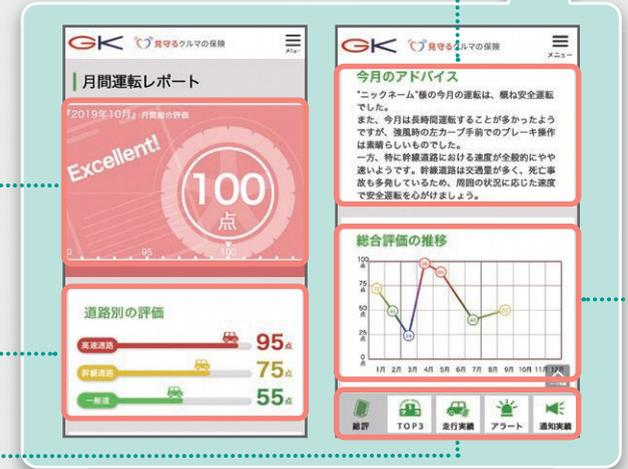 GK 見守るクルマの保険
メニュー
月間運転レポート
『2019年10月』月間総合評価
Excellent!
100
点
0 95 100
道路別の評価
高速道路 95点
幹線道路 75点
一般道 55点
GK 見守るクルマの保険
メニュー
今月のアドバイス
"ニックネーム"様の今月の運転は、概ね安全運転
でした。
また、今月は長時間運転することが多かったよう
ですが、強風時の左カーブ手前でのブレーキ操作
は素晴らしいものでした。
一方、特に幹線道路における速度が全般的にやや
速いようです。幹線道路は交通量が多く、死亡事
故も多発しているため、周囲の状況に応じた速度
で安全運転を心がけましょう。
総合評価の推移
100点
75点
50点
25点
0点
1月 2月 3月 4月 5月 6月 7月 8月 9月 10月 11月 12月
総評 TOP3 走行実績 アラート 通知実績